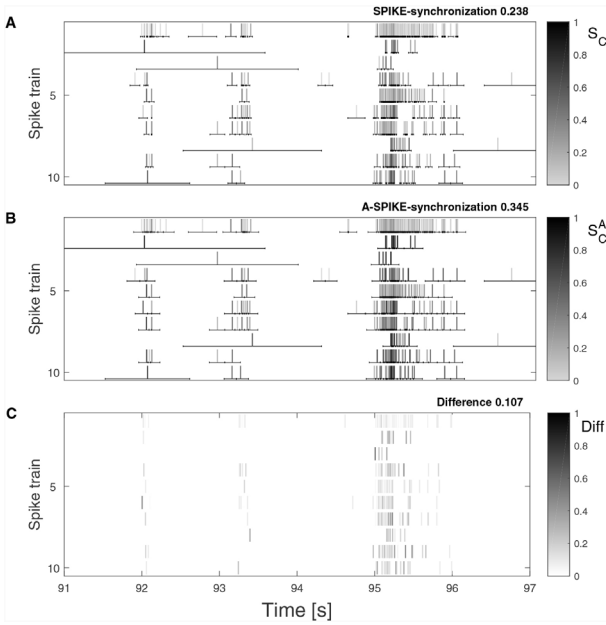 SPIKE-synchronization 0.238
A
S_C
1
0.8
0.6
0.4
0.2
0
Spike train
5
10
A-SPIKE-synchronization 0.345
B
S_C^A
1
0.8
0.6
0.4
0.2
0
Spike train
5
10
Difference 0.107
C
Diff
1
0.8
0.6
0.4
0.2
0
Spike train
5
10
91 92 93 94 95 96 97
Time [s]